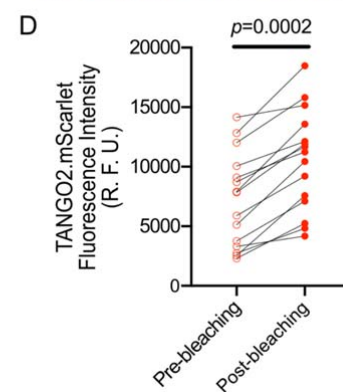 D
p=0.0002
TANGO2.mScarlet
Fluorescence Intensity
(R. F. U.)
20000
15000
10000
5000
0
Pre-bleaching
Post-bleaching